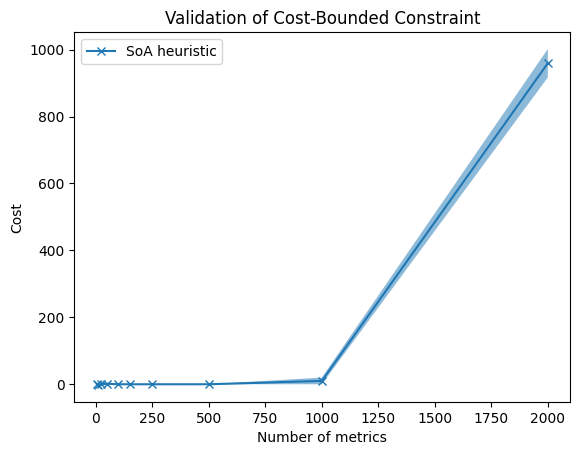 Validation of Cost-Bounded Constraint
SoA heuristic
Cost
1000
800
600
400
200
0
0 250 500 750 1000 1250 1500 1750 2000
Number of metrics